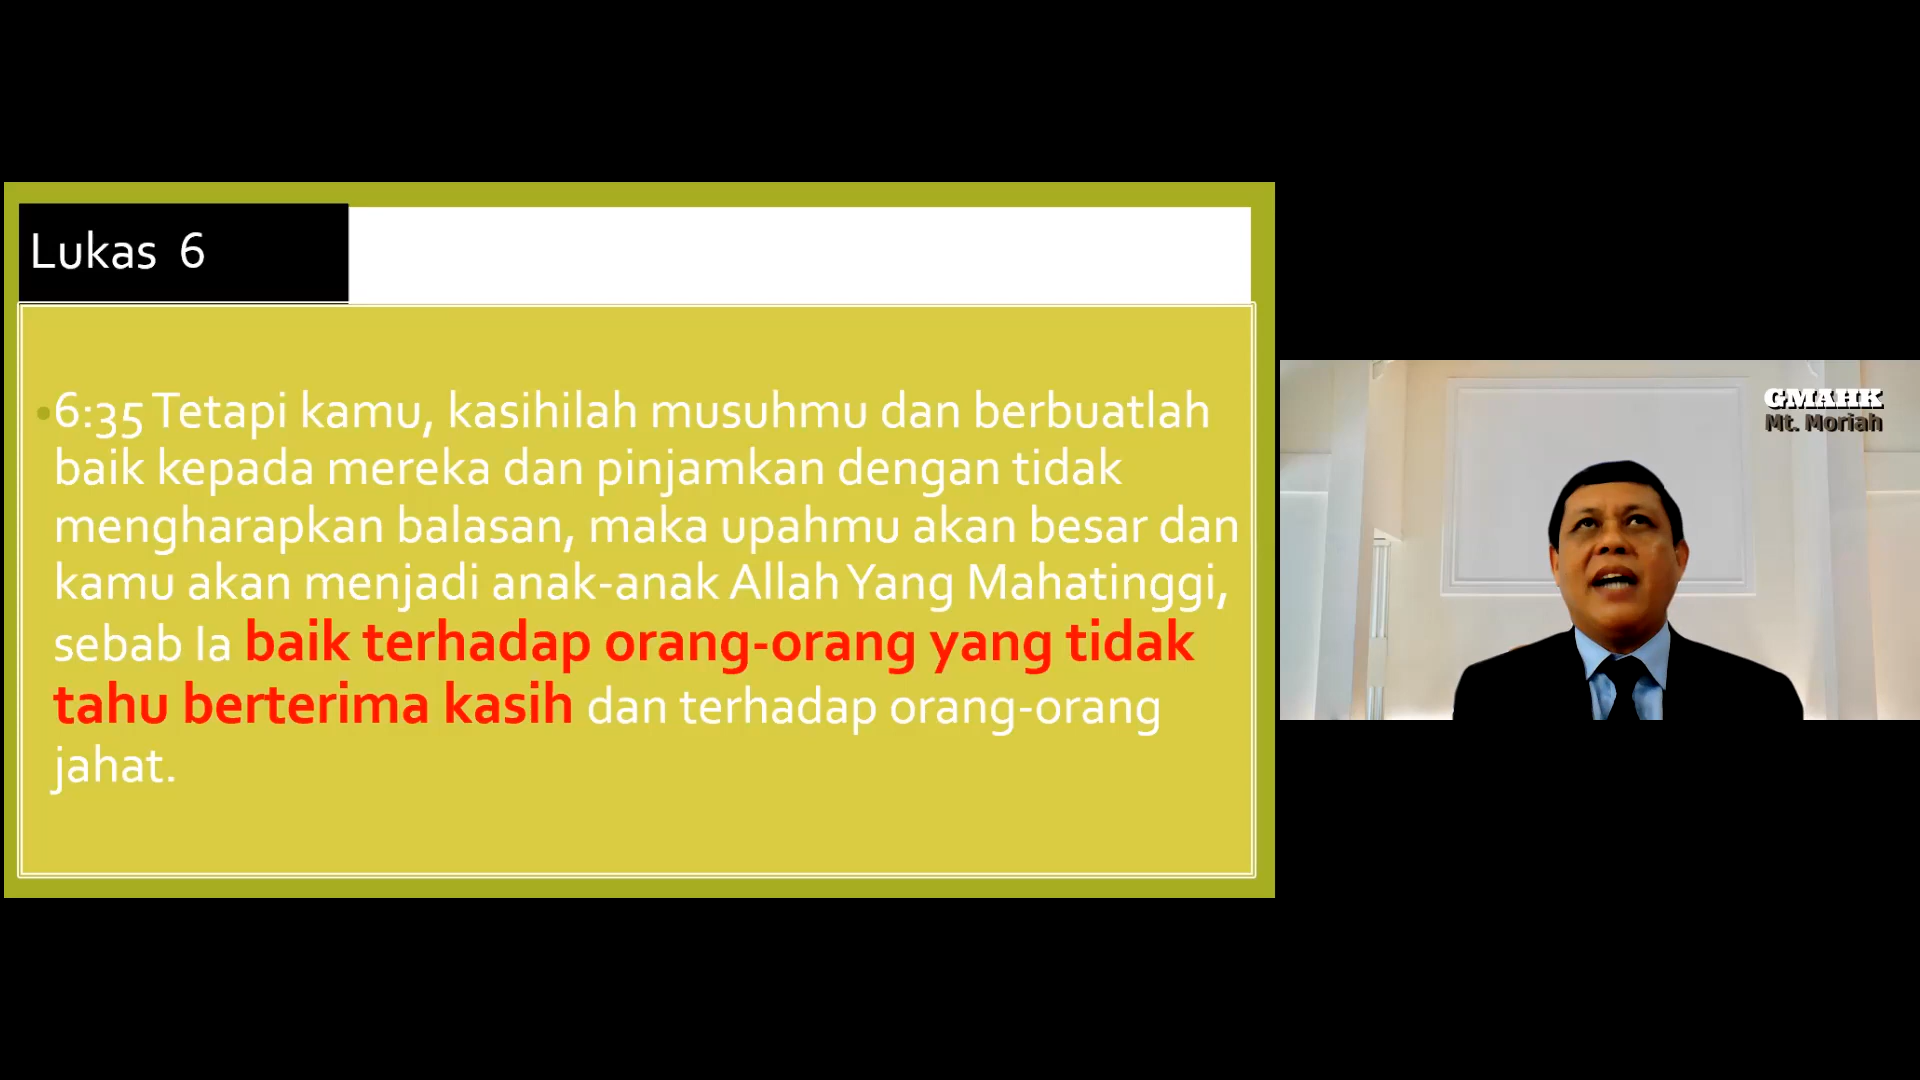 Lukas 6
•6:35 Tetapi kamu, kasihilah musuhmu dan berbuatlah
baik kepada mereka dan pinjamkan dengan tidak
mengharapkan balasan, maka upahmu akan besar dan
kamu akan menjadi anak-anak Allah Yang Mahatinggi,
sebab Ia baik terhadap orang-orang yang tidak
tahu berterima kasih dan terhadap orang-orang
jahat.
GMAHK
Mt. Moriah